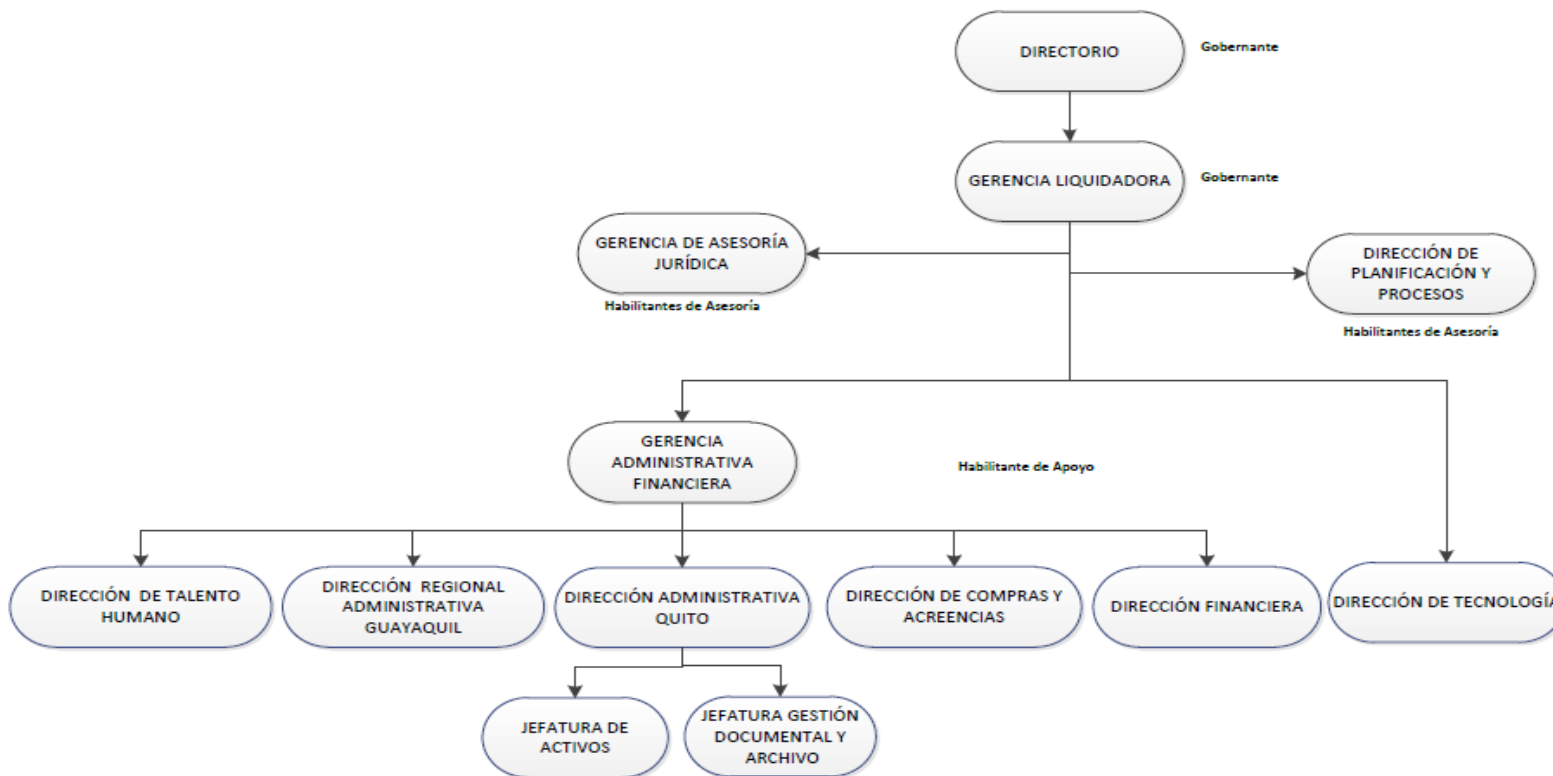 DIRECTORIO
Gobernante
GERENCIA LIQUIDADORA
Gobernante
GERENCIA DE ASESORÍA
JURÍDICA
Habilitantes de Asesoría
DIRECCIÓN DE
PLANIFICACIÓN Y
PROCESOS
Habilitantes de Asesoría
GERENCIA
ADMINISTRATIVA
FINANCIERA
Habilitante de Apoyo
DIRECCIÓN DE TALENTO
HUMANO
DIRECCIÓN REGIONAL
ADMINISTRATIVA
GUAYAQUIL
DIRECCIÓN ADMINISTRATIVA
QUITO
DIRECCIÓN DE COMPRAS Y
ACREENCIAS
DIRECCIÓN FINANCIERA
DIRECCIÓN DE TECNOLOGÍA
JEFATURA DE
ACTIVOS
JEFATURA GESTIÓN
DOCUMENTAL Y
ARCHIVO